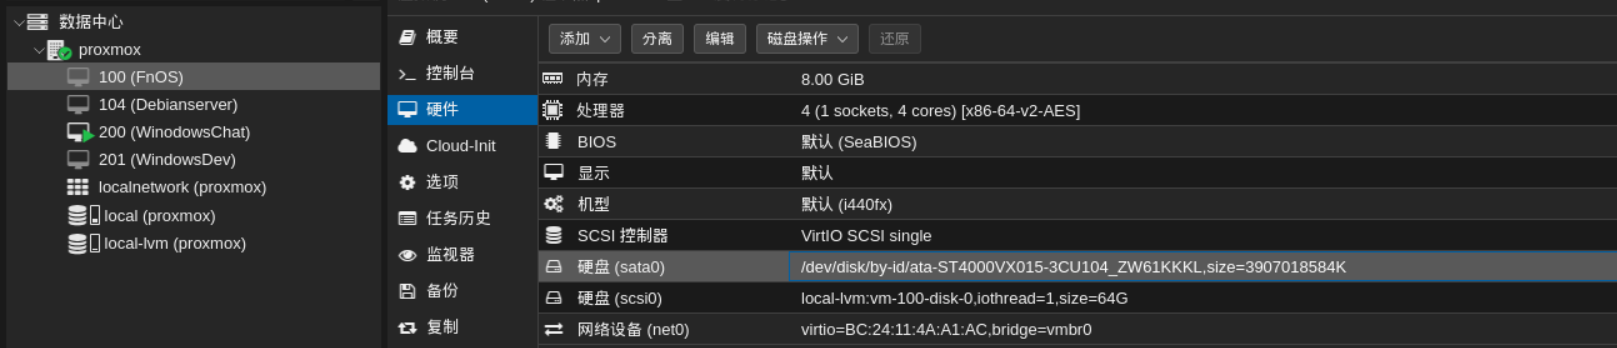 数据中心
proxmox
100 (FnOS)
104 (Debianserver)
200 (WinodowsChat)
201 (WindowsDev)
localnetwork (proxmox)
local (proxmox)
local-lvm (proxmox)
概要
控制台
硬件
Cloud-Init
选项
任务历史
监视器
备份
复制
添加 分离 编辑 磁盘操作 还原
内存 8.00 GiB
处理器 4 (1 sockets, 4 cores) [x86-64-v2-AES]
BIOS 默认 (SeaBIOS)
显示 默认
机型 默认 (i440fx)
SCSI 控制器 VirtIO SCSI single
硬盘 (sata0) /dev/disk/by-id/ata-ST4000VX015-3CU104_ZW61KKKL,size=3907018584K
硬盘 (scsi0) local-lvm:vm-100-disk-0,iothread=1,size=64G
网络设备 (net0) virtio=BC:24:11:4A:A1:AC,bridge=vmbr0